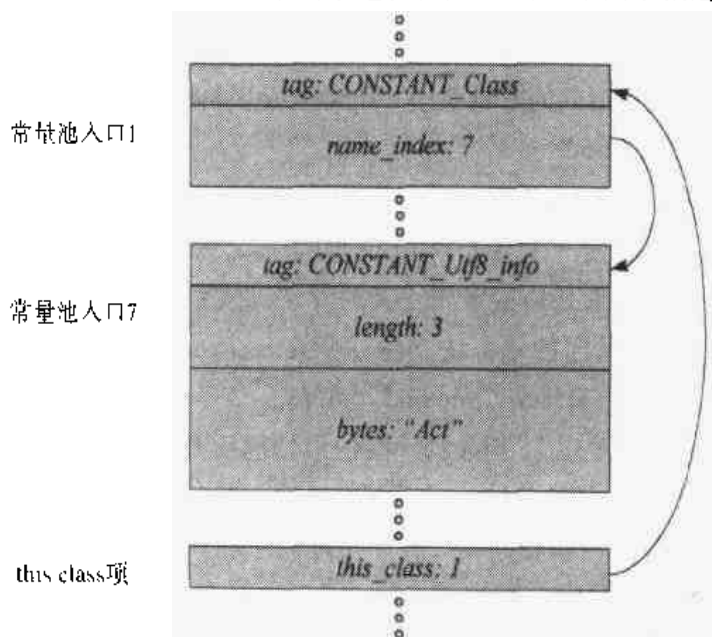 tag: CONSTANT_Class
常量池入口1
name_index: 7
tag: CONSTANT_Utf8_info
常量池入口7
length: 3
bytes: “Act”
this class项
this_class: 1